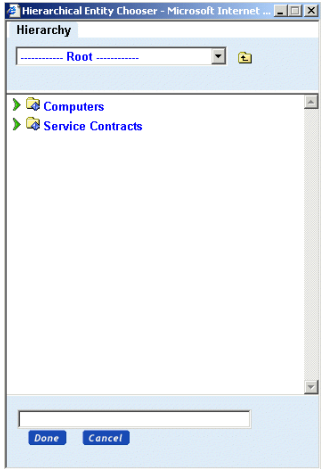 Hierarchical Entity Chooser - Microsoft Internet ...
Hierarchy
------------ Root ------------
Computers
Service Contracts
Done Cancel